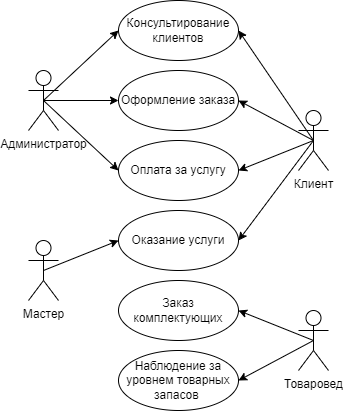 Консультирование
клиентов
Оформление заказа
Администратор
Оплата за услугу
Клиент
Оказание услуги
Мастер
Заказ
комплектующих
Товаровед
Наблюдение за
уровнем товарных
запасов